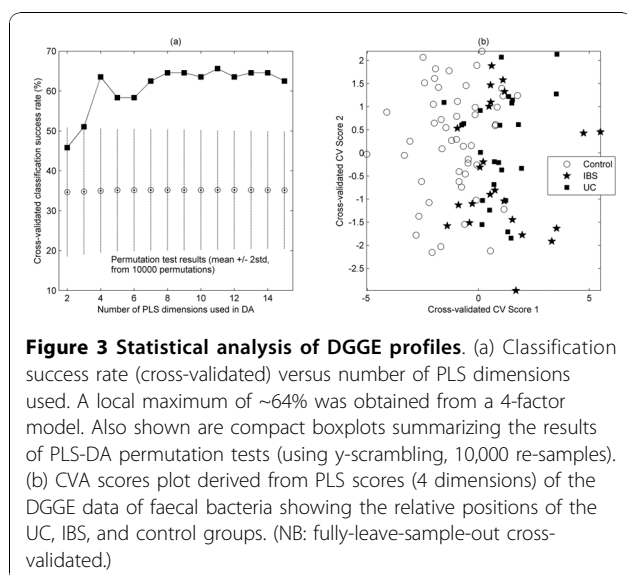 (a)
70
60
50
40
30
20
10
Cross-validated classification success rate (%)
Permutation test results (mean +/- 2std,
from 10000 permutations)
2 4 6 8 10 12 14
Number of PLS dimensions used in DA
(b)
2
1.5
1
0.5
0
-0.5
-1
-1.5
-2
-2.5
Cross-validated CV Score 2
Control
IBS
UC
-5 0 5
Cross-validated CV Score 1
Figure 3 Statistical analysis of DGGE profiles. (a) Classification
success rate (cross-validated) versus number of PLS dimensions
used. A local maximum of ~64% was obtained from a 4-factor
model. Also shown are compact boxplots summarizing the results
of PLS-DA permutation tests (using y-scrambling, 10,000 re-samples).
(b) CVA scores plot derived from PLS scores (4 dimensions) of the
DGGE data of faecal bacteria showing the relative positions of the
UC, IBS, and control groups. (NB: fully-leave-sample-out cross-
validated.)